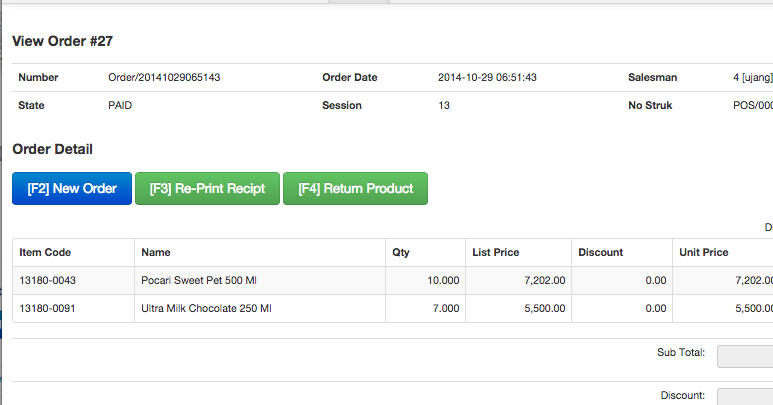 View Order #27
Number Order/20141029065143 Order Date 2014-10-29 06:51:43 Salesman 4 [ujang]
State PAID Session 13 No Struk POS/000
Order Detail
[F2] New Order [F3] Re-Print Recipt [F4] Return Product
Item Code Name Qty List Price Discount Unit Price
13180-0043 Pocari Sweet Pet 500 Ml 10.000 7,202.00 0.00 7,202.00
13180-0091 Ultra Milk Chocolate 250 Ml 7.000 5,500.00 0.00 5,500.00
Sub Total:
Discount: